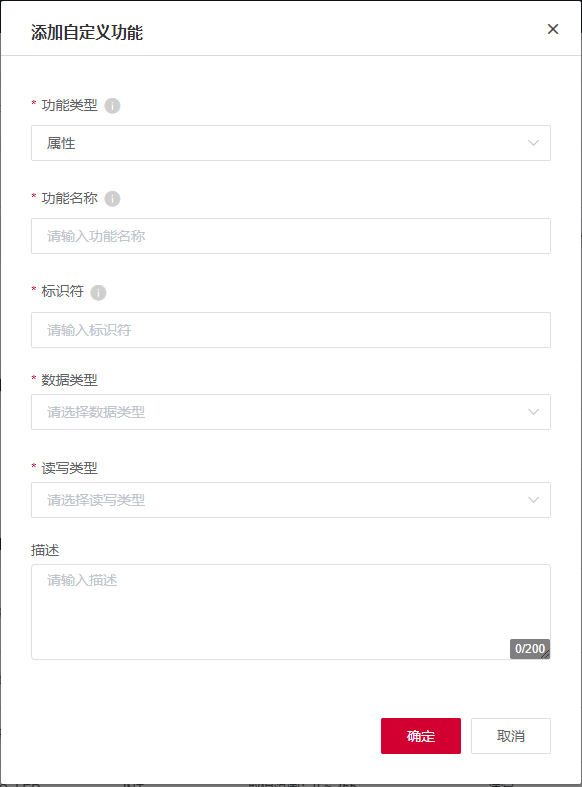 添加自定义功能
* 功能类型
属性
* 功能名称
请输入功能名称
* 标识符
请输入标识符
* 数据类型
请选择数据类型
* 读写类型
请选择读写类型
描述
请输入描述
0/200
确定 取消